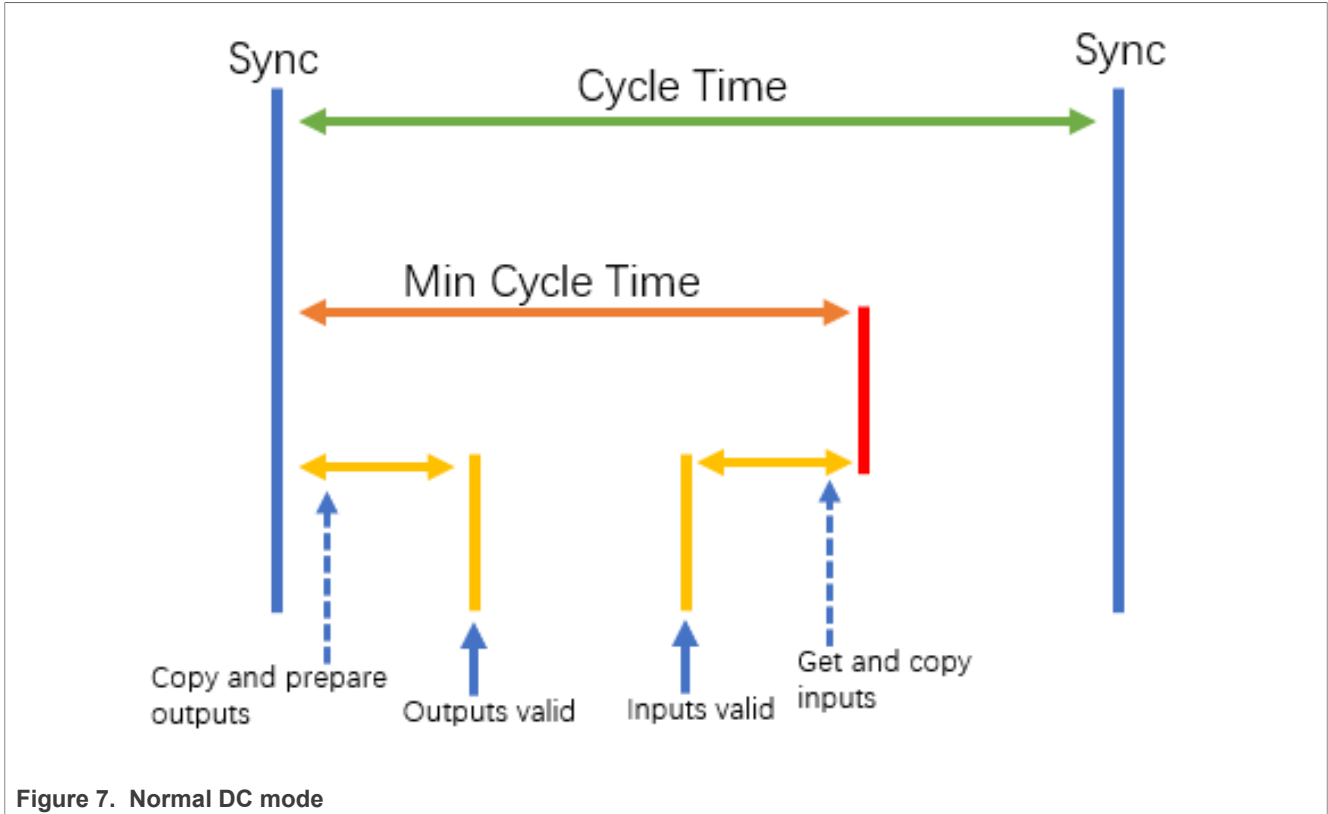 Sync
Sync
Cycle Time
Min Cycle Time
Copy and prepare
outputs
Outputs valid
Inputs valid
Get and copy
inputs
Figure 7. Normal DC mode